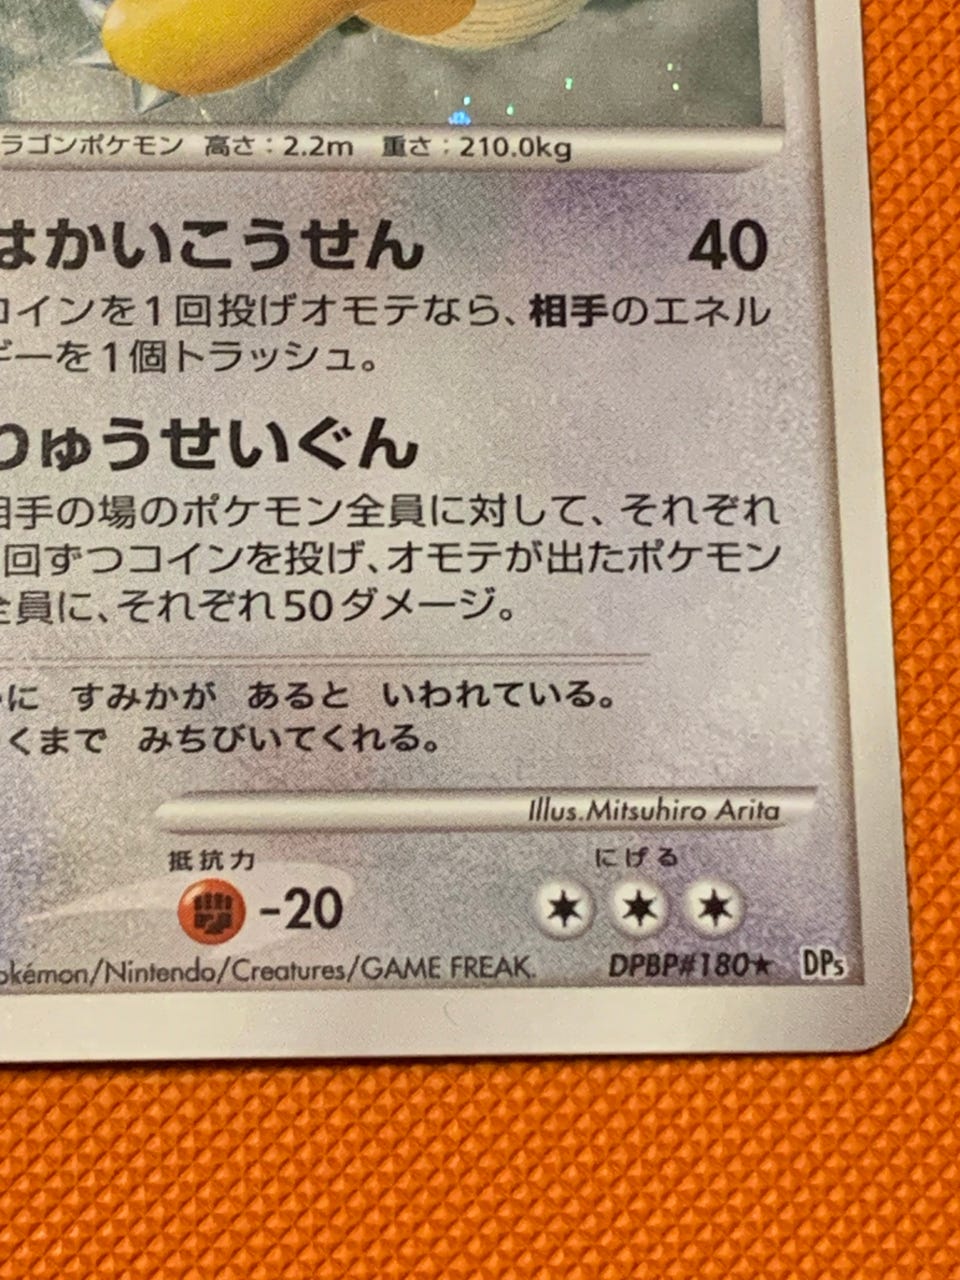 ラゴンポケモン 高さ：2.2m 重さ：210.0kg
はかいこうせん 40
コインを1回投げオモテなら、相手のエネル
ギーを1個トラッシュ。
りゅうせいぐん
相手の場のポケモン全員に対して、それぞれ
回ずつコインを投げ、オモテが出たポケモン
全員に、それぞれ50ダメージ。
に すみかが あると いわれている。
くまで みちびいてくれる。
Illus.Mitsuhiro Arita
抵抗力 にげる
-20
okémon/Nintendo/Creatures/GAME FREAK. DPBP#180★ DP5